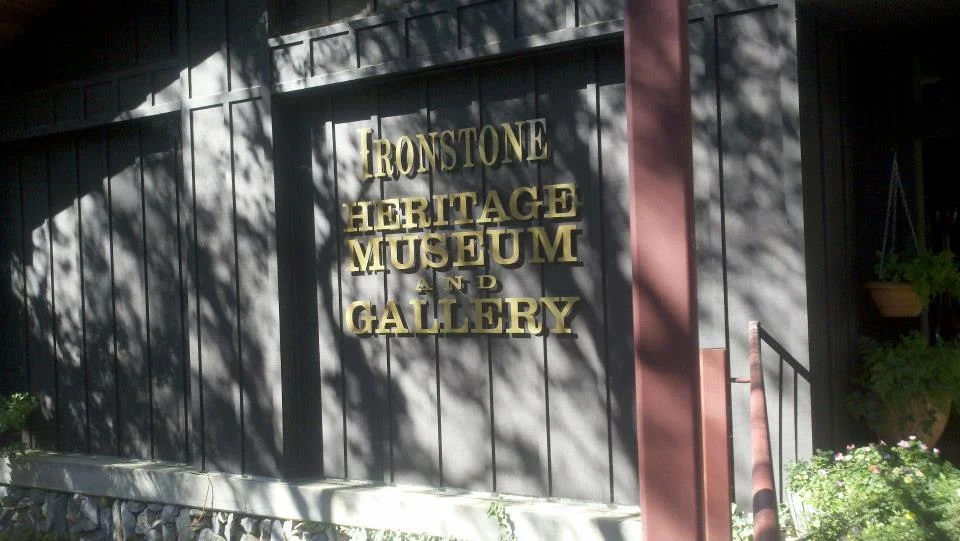 IRONSTONE
HERITAGE
MUSEUM
AND
GALLERY